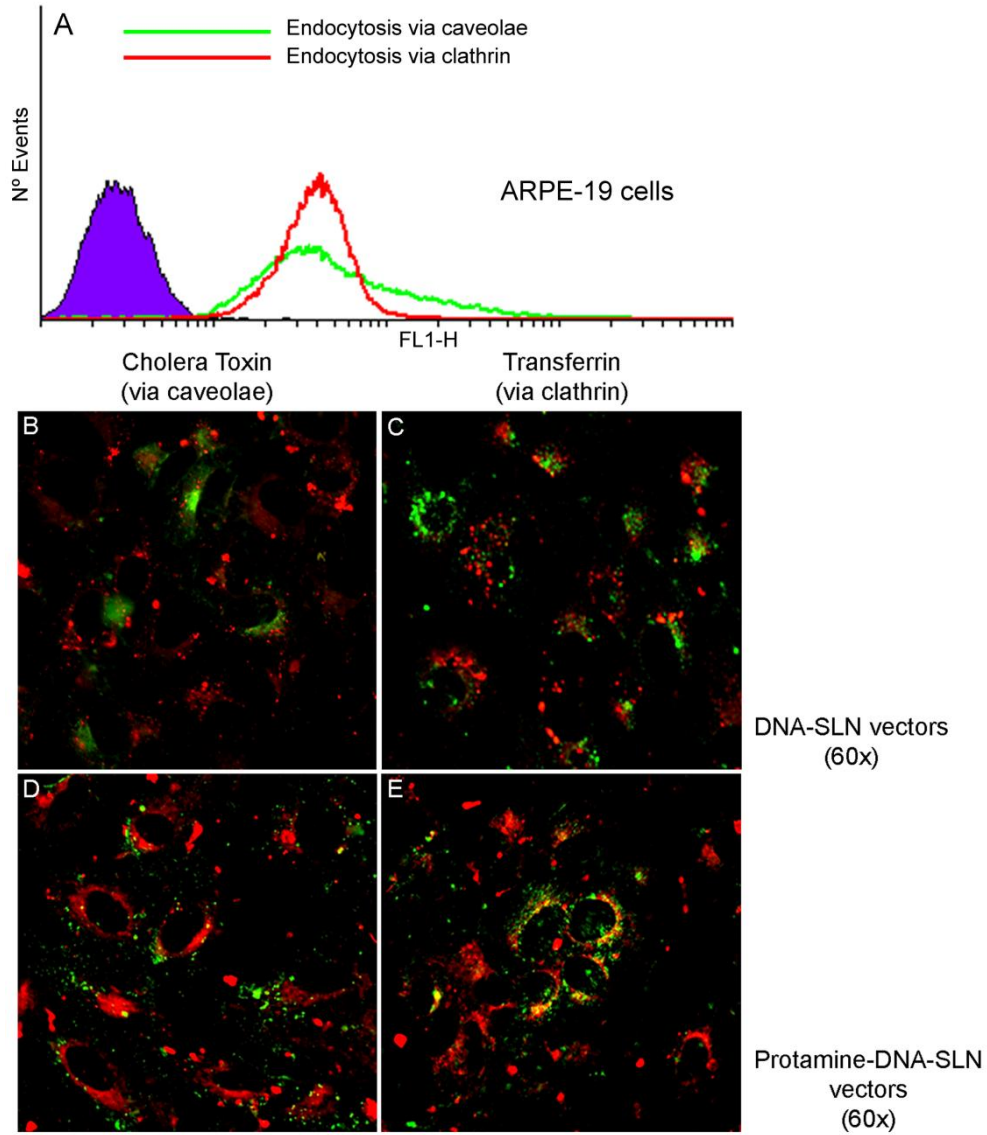 A
Endocytosis via caveolae
Endocytosis via clathrin
Nº Events
ARPE-19 cells
FL1-H
Cholera Toxin
(via caveolae)
Transferrin
(via clathrin)
B
C
DNA-SLN vectors
(60x)
D
E
Protamine-DNA-SLN
vectors
(60x)